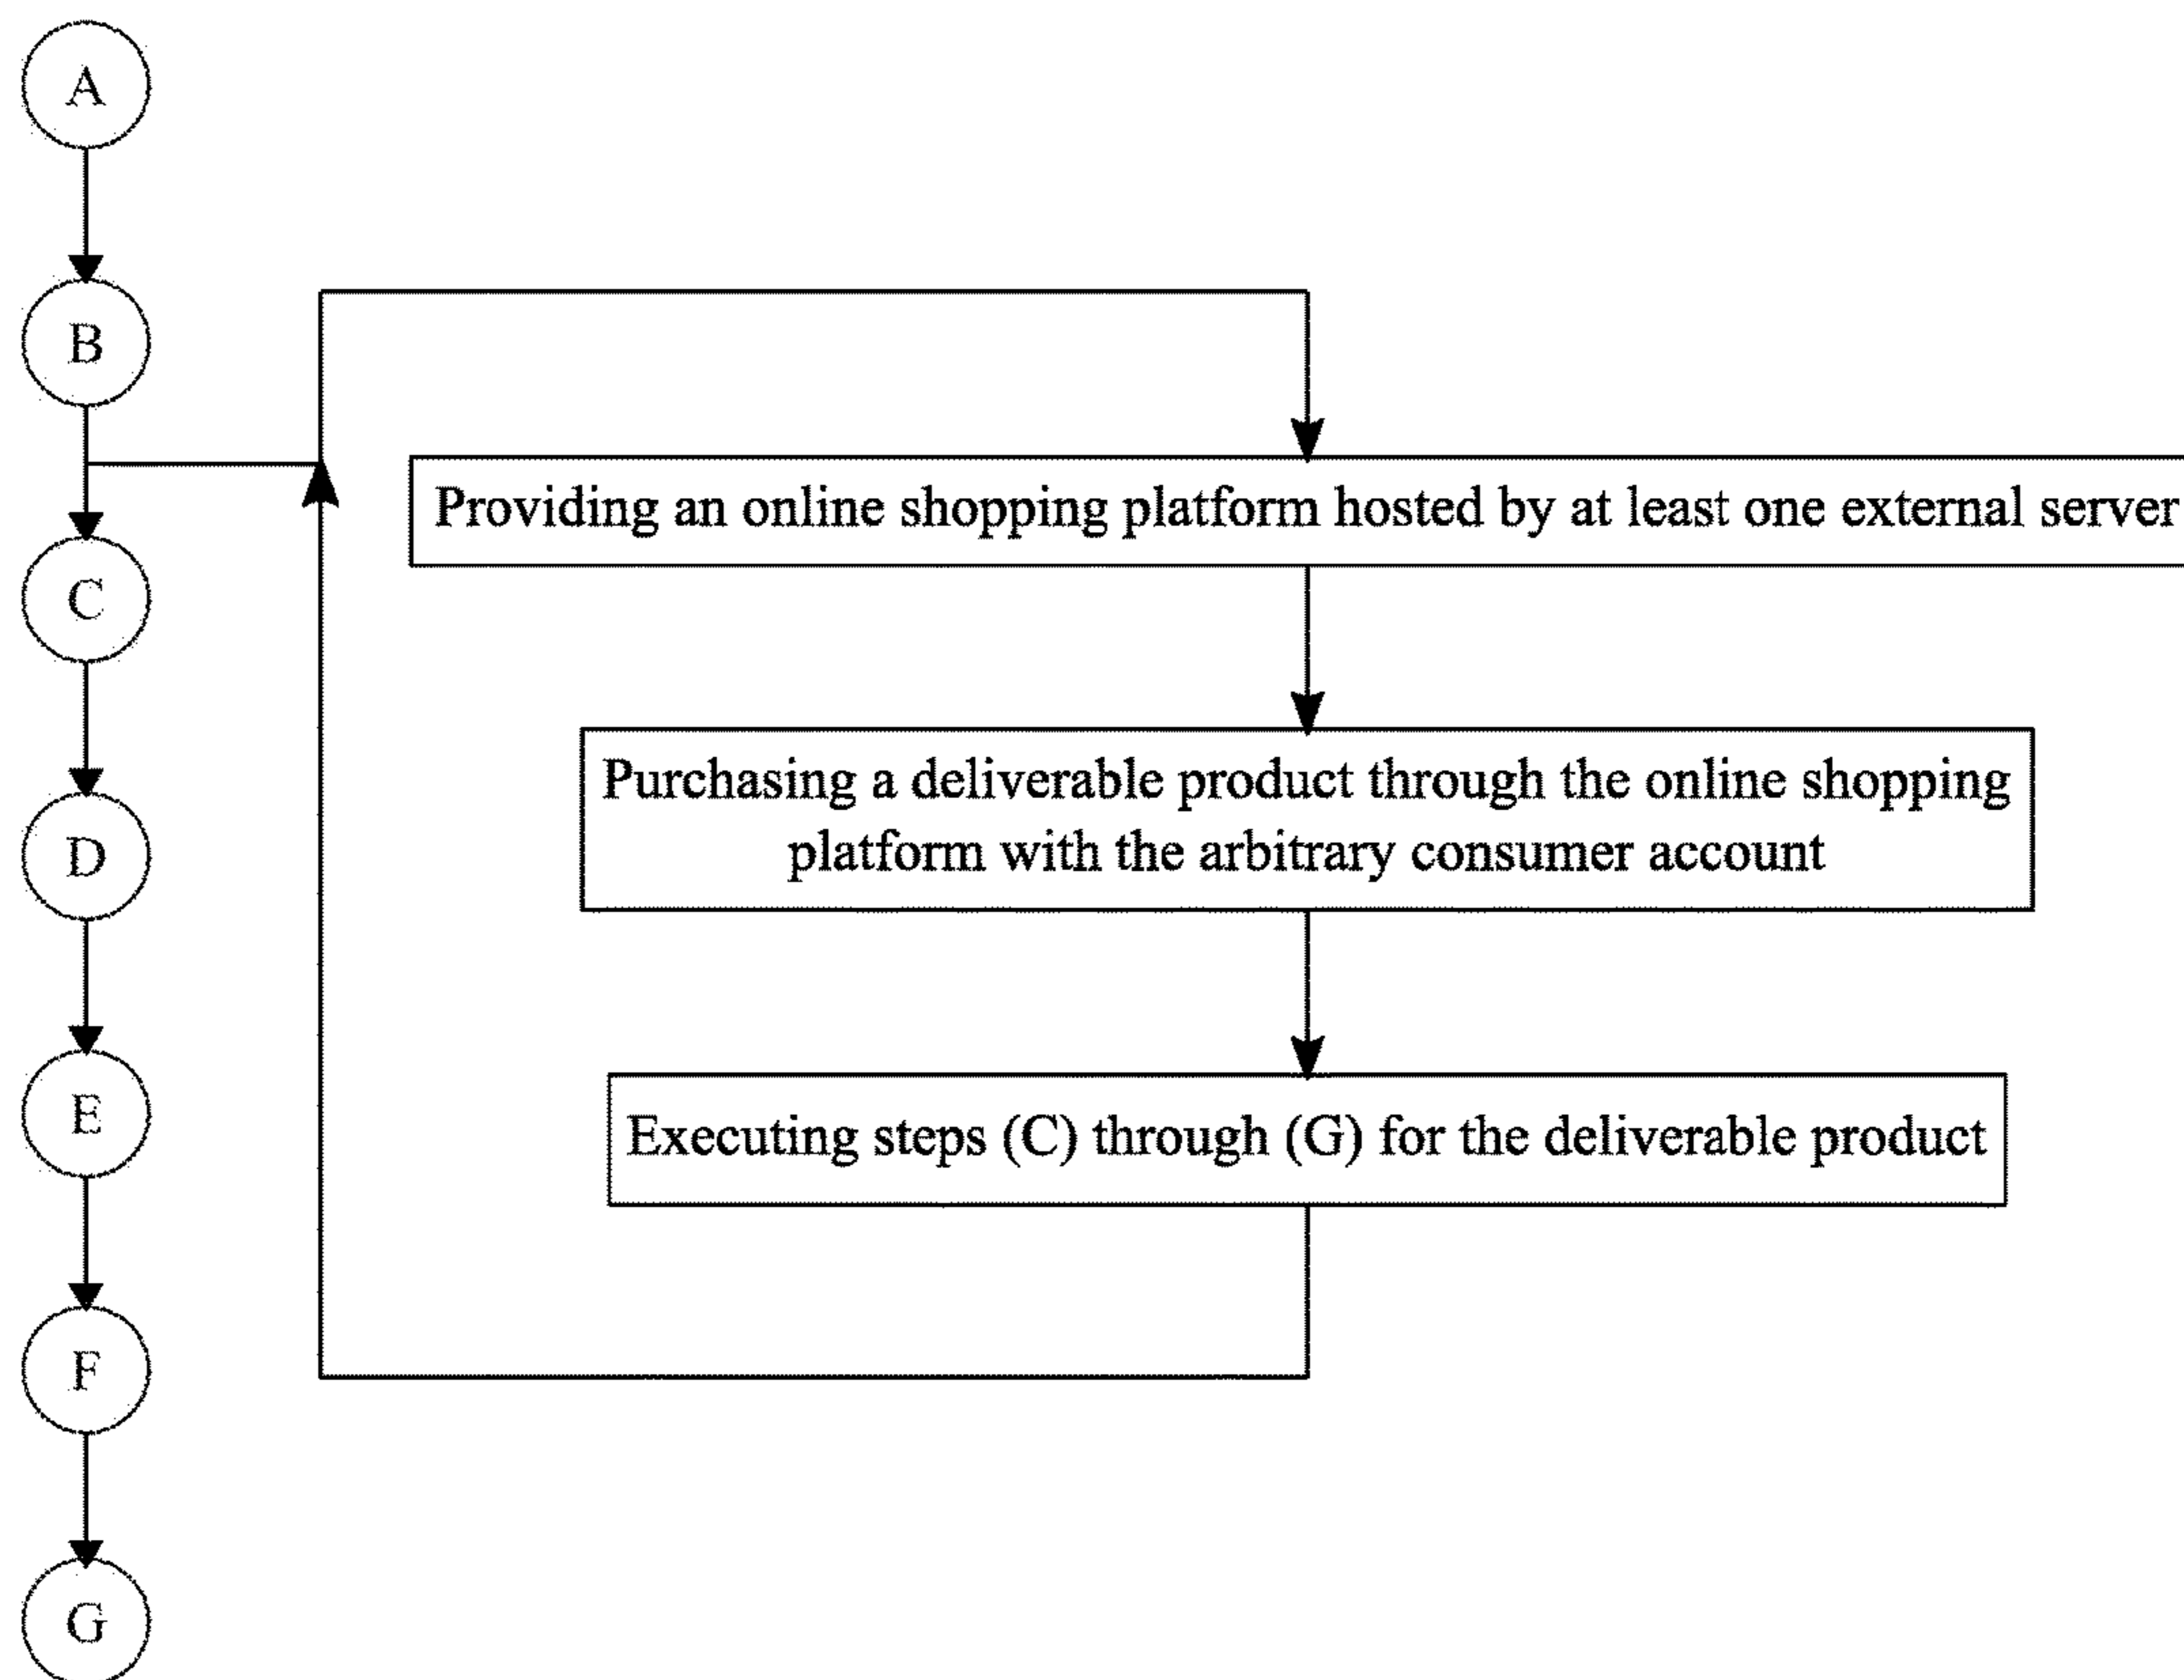 A
B
C
D
E
F
G
Providing an online shopping platform hosted by at least one external server
Purchasing a deliverable product through the online shopping
platform with the arbitrary consumer account
Executing steps (C) through (G) for the deliverable product